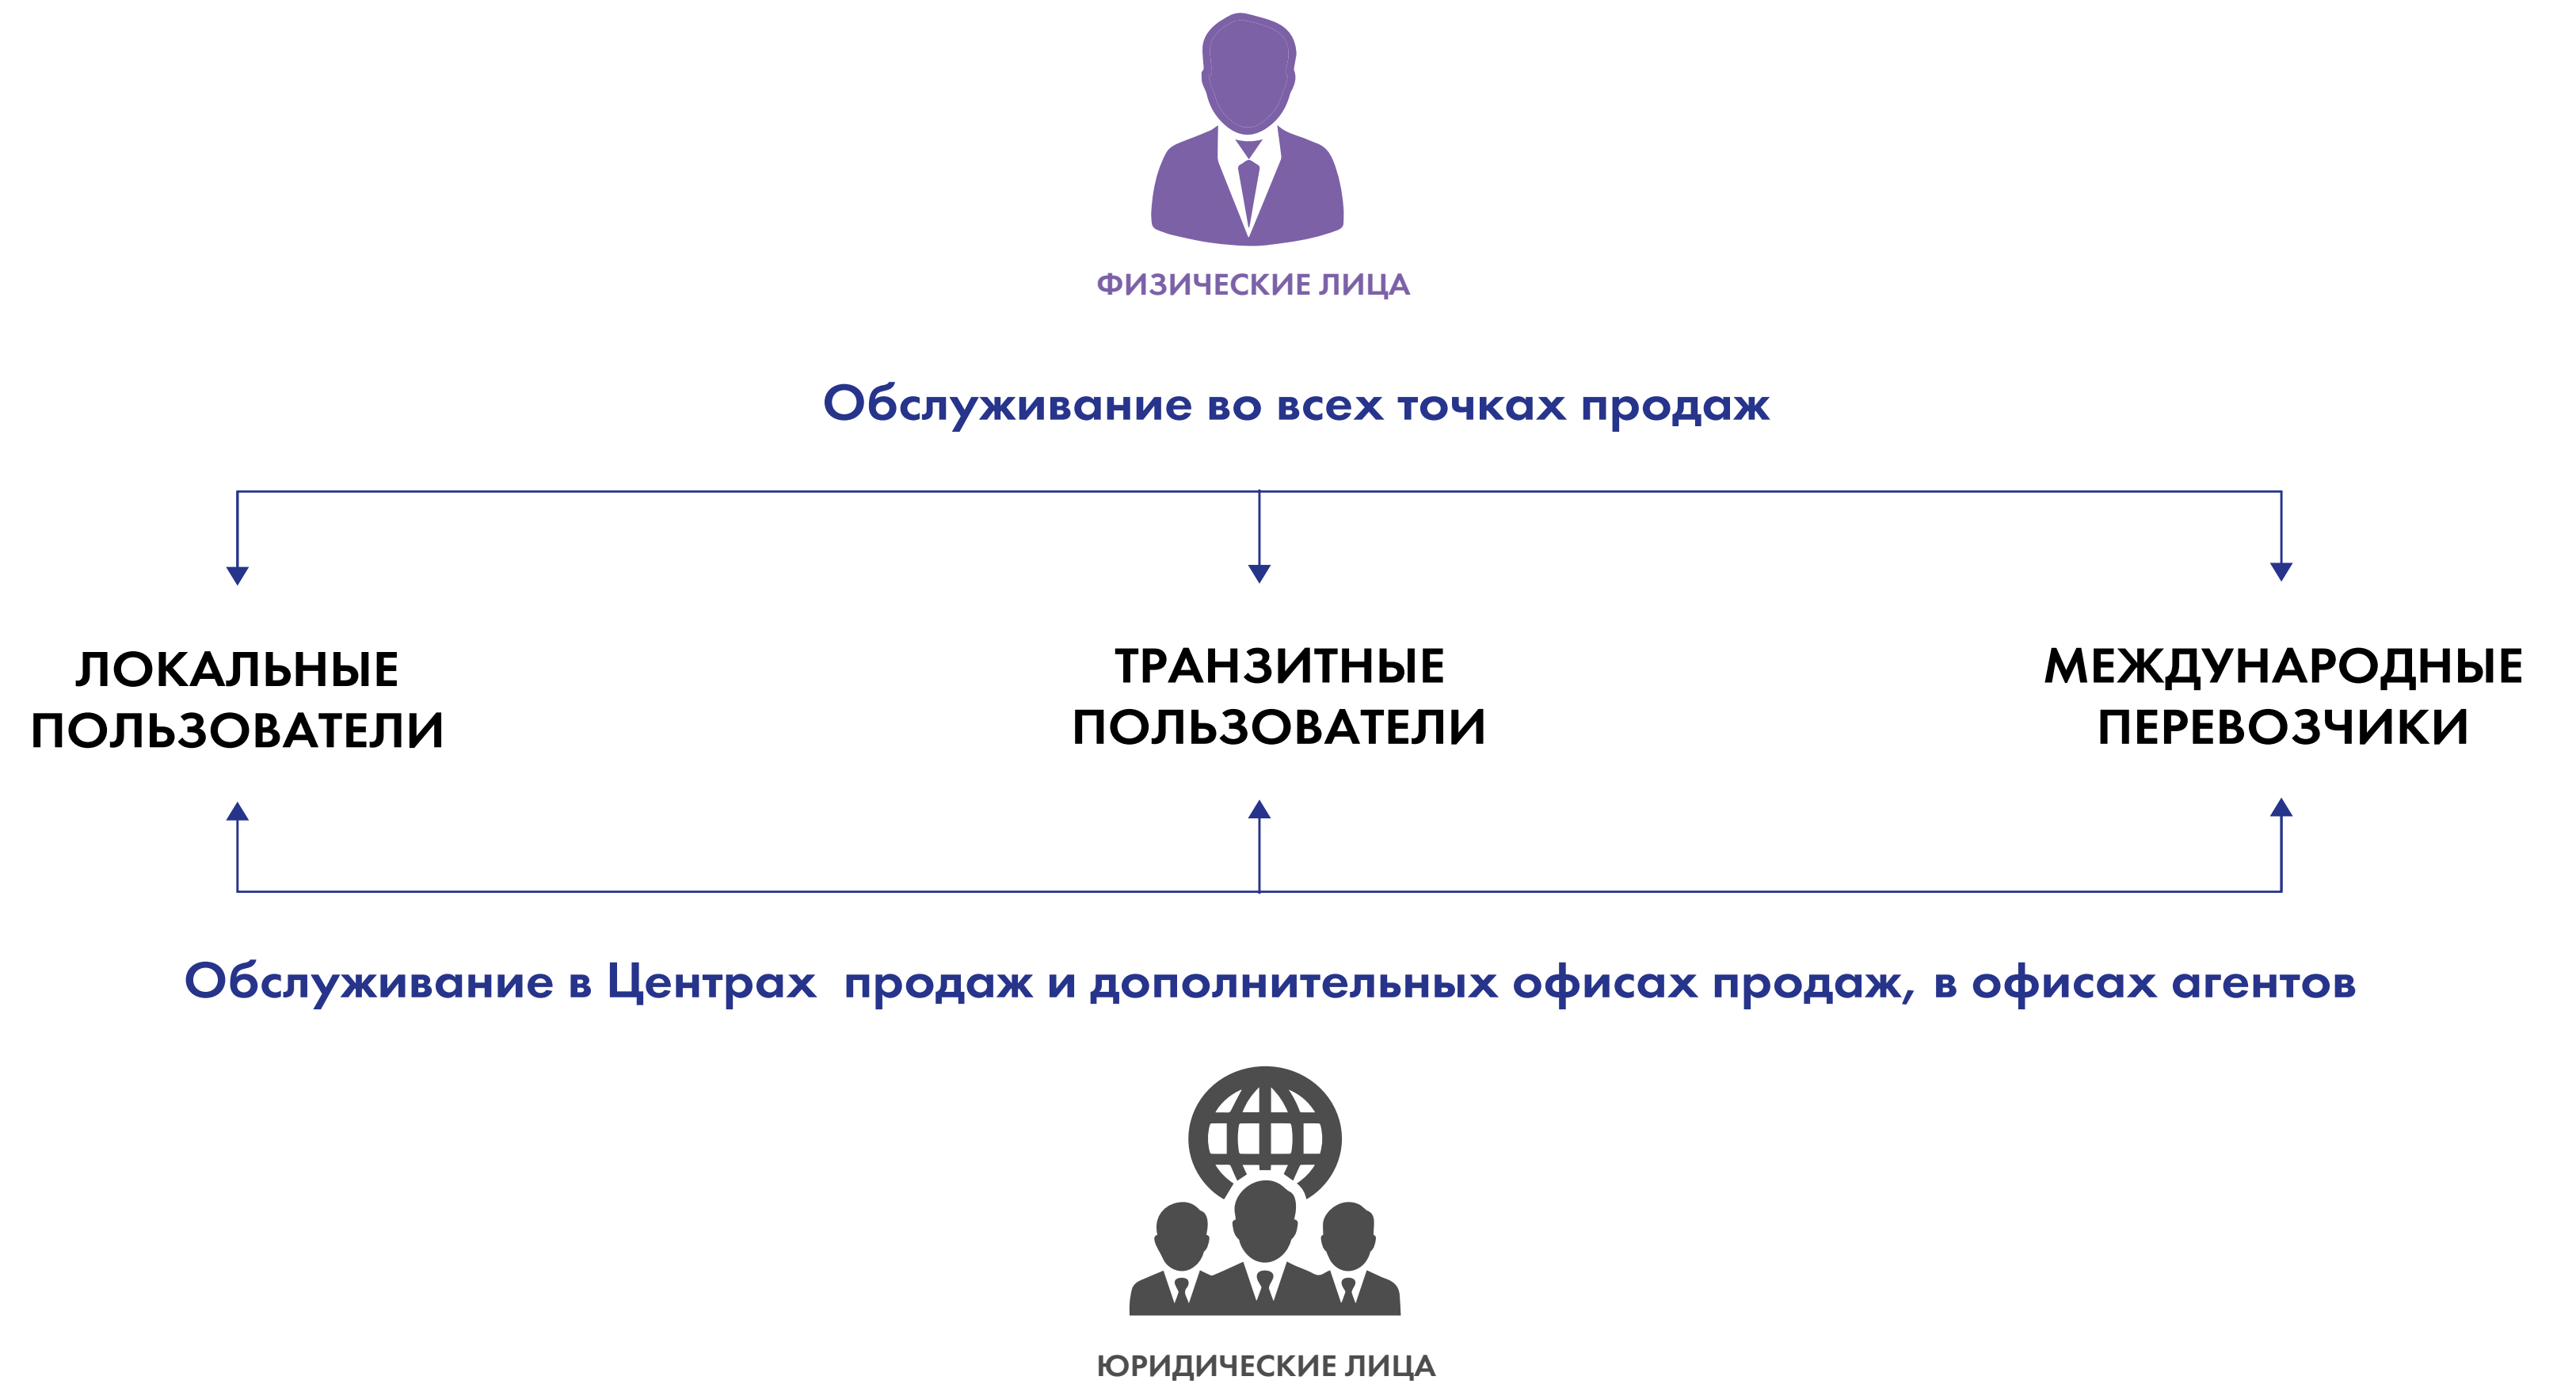 ФИЗИЧЕСКИЕ ЛИЦА
Обслуживание во всех точках продаж
ЛОКАЛЬНЫЕ
ПОЛЬЗОВАТЕЛИ
ТРАНЗИТНЫЕ
ПОЛЬЗОВАТЕЛИ
МЕЖДУНАРОДНЫЕ
ПЕРЕВОЗЧИКИ
Обслуживание в Центрах продаж и дополнительных офисах продаж, в офисах агентов
ЮРИДИЧЕСКИЕ ЛИЦА